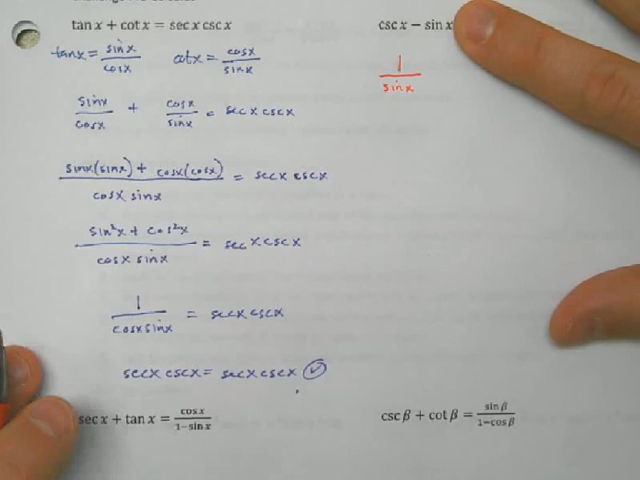 tan x + cot x = sec x csc x
tanx = sinx/cosx cotx = cosx/sinx
sinx/cosx + cosx/sinx = secx cscx
sinx(sinx) + cosx(cosx)/cosx sinx = secx cscx
sin²x + cos²x/cosx sinx = secx cscx
1/cosx sinx = secx cscx
secx cscx = secx cscx ✓
csc x − sin x
1/sinx
sec x + tan x = cos x/1−sin x
csc β + cot β = sin β/1−cos β